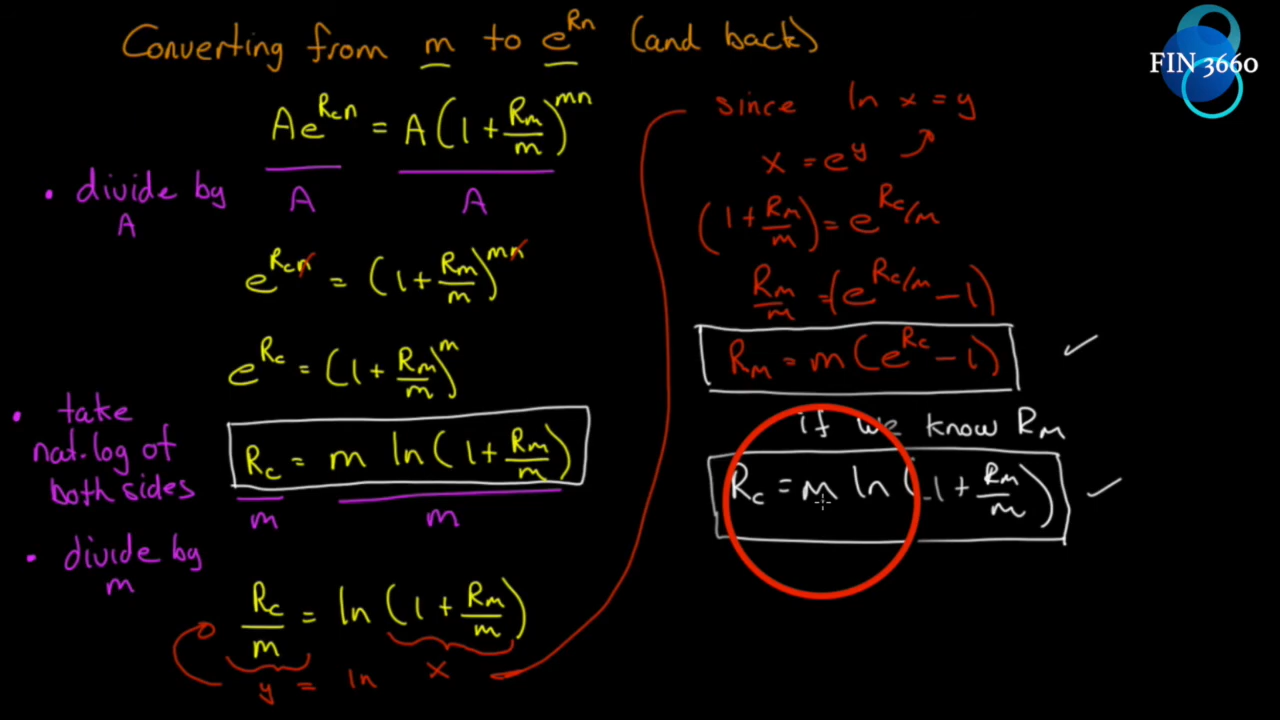 Converting from m to e^Rn (and back)
FIN 3660
Ae^Rcn = A(1 + Rm/m)^mn
• divide by A
A A
e^Rcn = (1 + Rm/m)^mn
e^Rc = (1 + Rm/m)^m
• take
nat. log of
both sides
Rc = m ln(1 + Rm/m)
m m
• divide by
m
Rc/m = ln(1 + Rm/m)
y = ln x
since ln x = y
x = e^y
(1 + Rm/m) = e^Rc/m
Rm/m = (e^Rc/m - 1)
Rm = m(e^Rc - 1) ✓
if we know Rm
Rc = m ln(1 + Rm/m) ✓